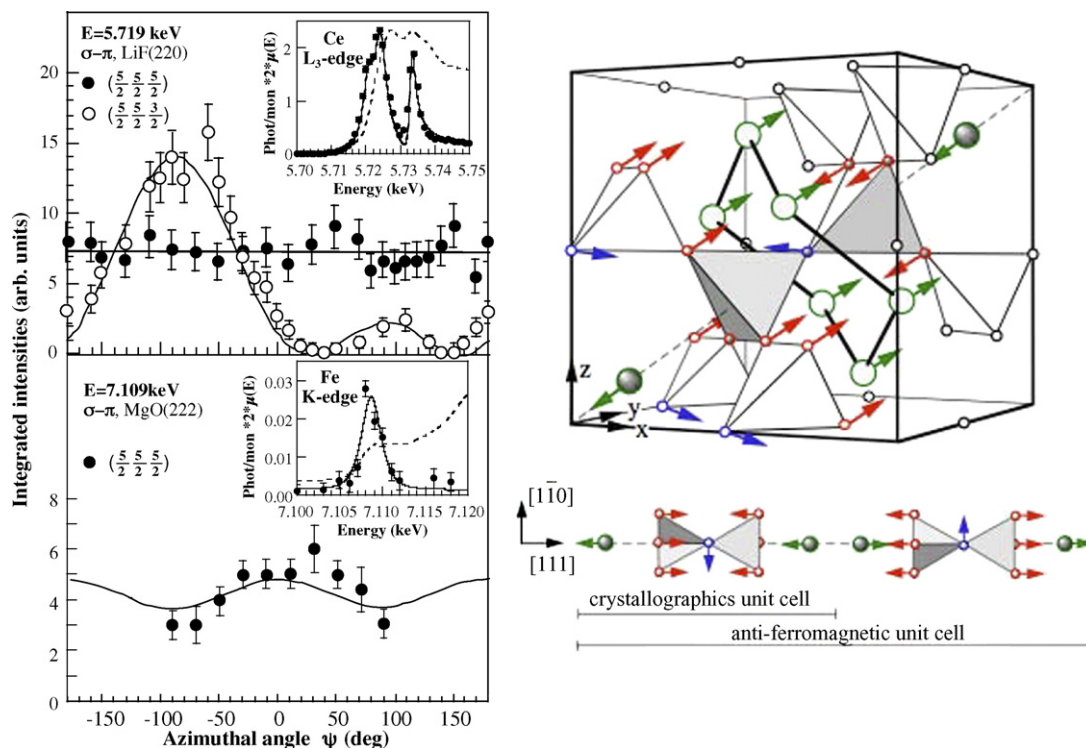 E=5.719 keV
σ–π, LiF(220)
● (5/2 5/2 5/2)
○ (5/2 5/2 3/2)
20
15
10
5
0
Ce
L₃-edge
Phot/mon *2*μ(E)
2
1
0
5.70 5.71 5.72 5.73 5.74 5.75
Energy (keV)
E=7.109keV
σ–π, MgO(222)
● (5/2 5/2 5/2)
8
6
4
2
0
Fe
K-edge
Phot/mon *2*μ(E)
0.03
0.02
0.01
0.00
7.100 7.105 7.110 7.115 7.120
Energy (keV)
Integrated intensities (arb. units)
-150 -100 -50 0 50 100 150
Azimuthal angle ψ (deg)
z
y
x
[11̅0]
[111]
crystallographics unit cell
anti-ferromagnetic unit cell